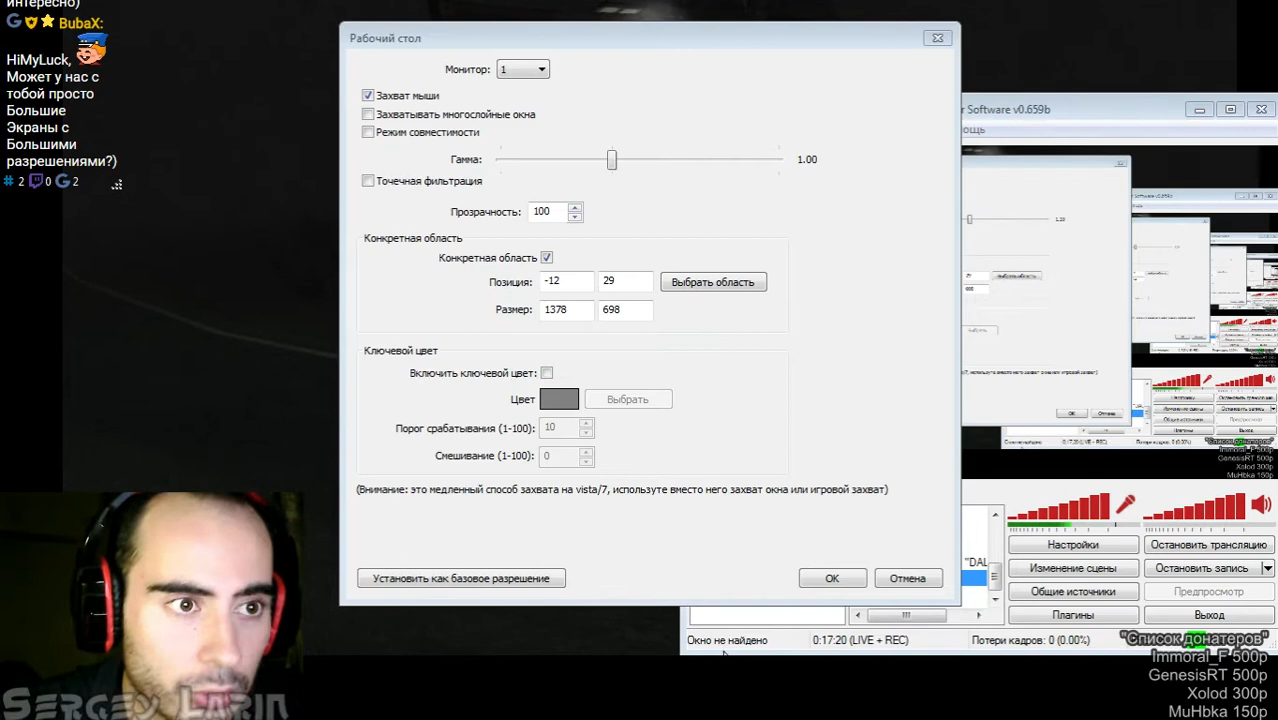 интересно)
BubaX:
HiMyLuck,
Может у нас с
тобой просто
Большие
Экраны с
Большими
разрешениями?)
2 0 2
Рабочий стол
Монитор: 1
Захват мыши
Захватывать многослойные окна
Режим совместимости
Гамма: 1.00
Точечная фильтрация
Прозрачность: 100
Конкретная область
Конкретная область
Позиция: -12 29 Выбрать область
Размер: 1378 698
Ключевой цвет
Включить ключевой цвет:
Цвет Выбрать
Порог срабатывания (1-100): 10
Смешивание (1-100): 0
(Внимание: это медленный способ захвата на vista/7, используйте вместо него захват окна или игровой захват)
Установить как базовое разрешение OK Отмена
r Software v0.659b
ощь
"DAL
Настройки Остановить трансляцию
Изменение сцены Остановить запись
Общие источники Предпросмотр
Плагины Выход
Окно не найдено 0:17:20 (LIVE + REC) Потери кадров: 0 (0.00%)
"Список донатеров"
Immoral_F 500р
GenesisRT 500р
Xolod 300р
MuHbka 150р
Sergey Larin